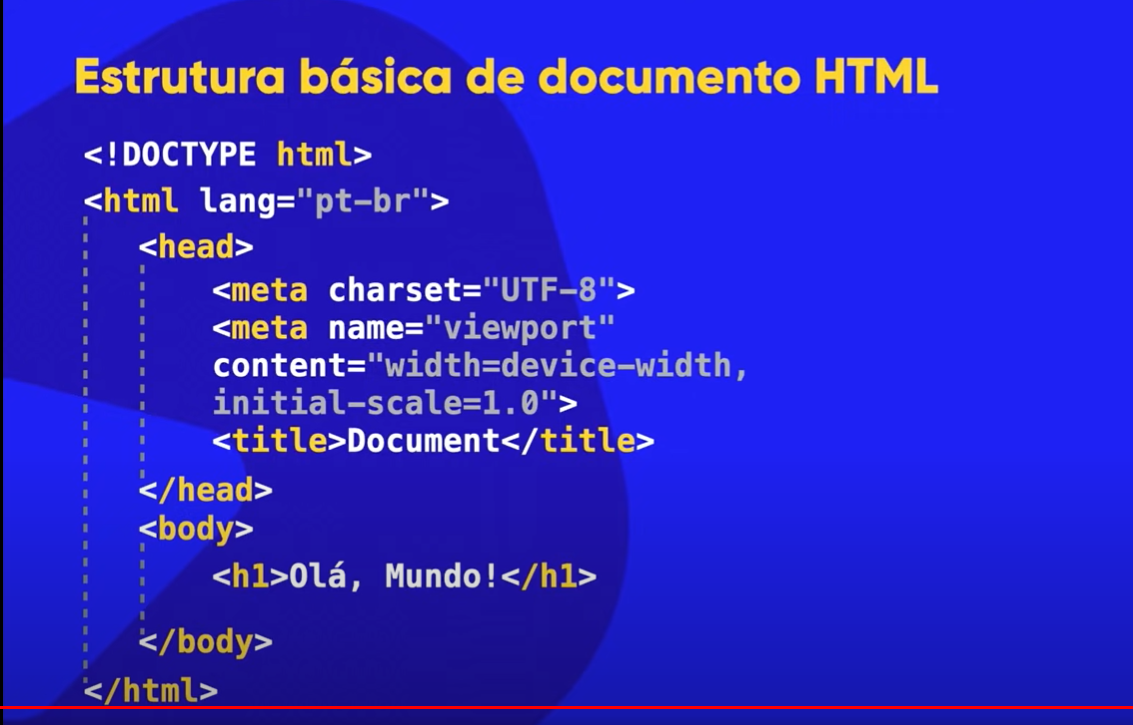 Estrutura básica de documento HTML
<!DOCTYPE html>
<html lang="pt-br">
<head>
<meta charset="UTF-8">
<meta name="viewport"
content="width=device-width,
initial-scale=1.0">
<title>Document</title>
</head>
<body>
<h1>Olá, Mundo!</h1>
</body>
</html>